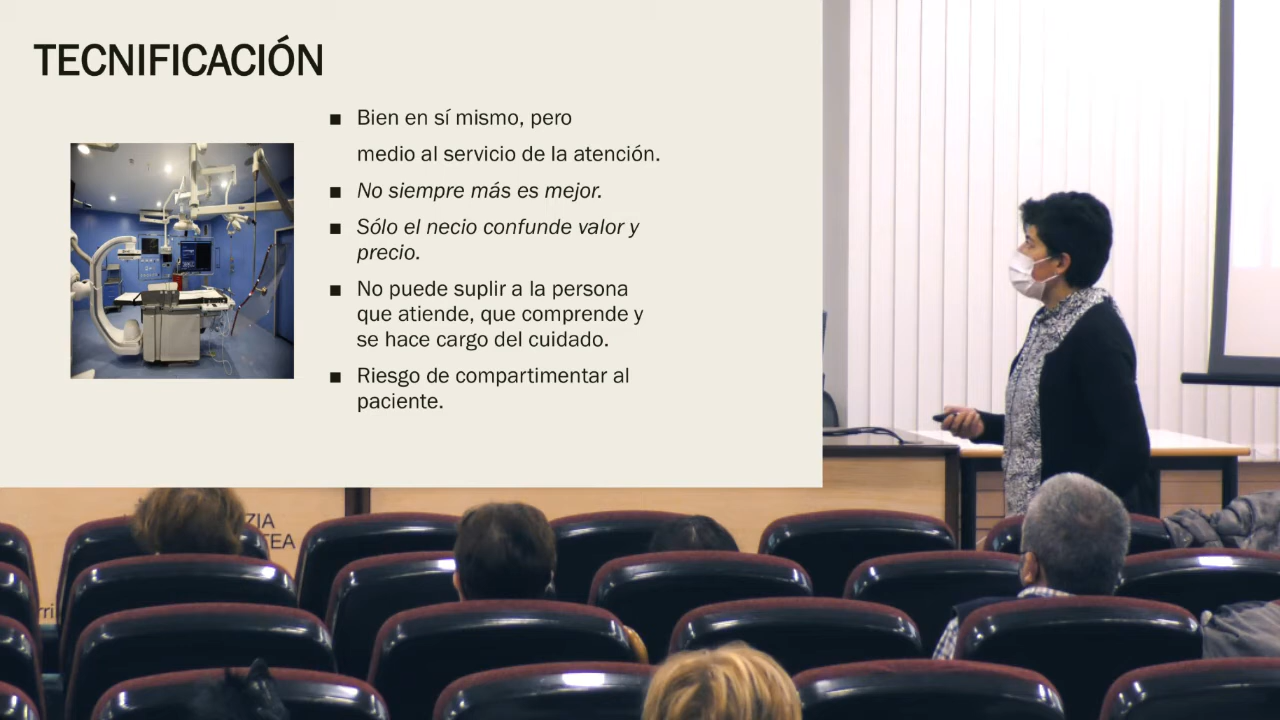 TECNIFICACIÓN
■ Bien en sí mismo, pero
medio al servicio de la atención.
■ No siempre más es mejor.
■ Sólo el necio confunde valor y
precio.
■ No puede suplir a la persona
que atiende, que comprende y
se hace cargo del cuidado.
■ Riesgo de compartimentar al
paciente.